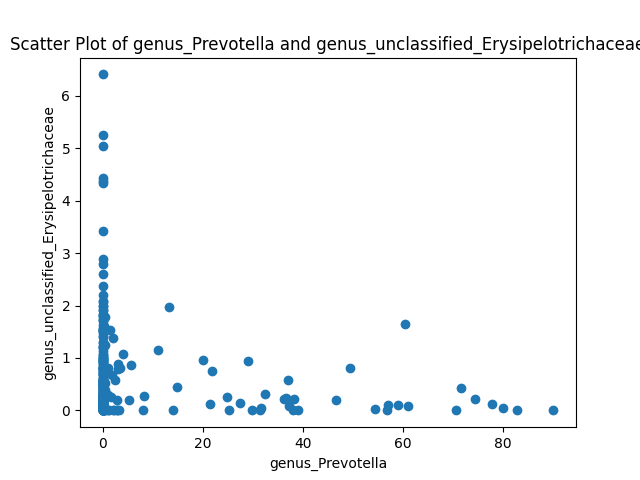 Scatter Plot of genus_Prevotella and genus_unclassified_Erysipelotrichaceae
genus_unclassified_Erysipelotrichaceae
6
5
4
3
2
1
0
0 20 40 60 80
genus_Prevotella